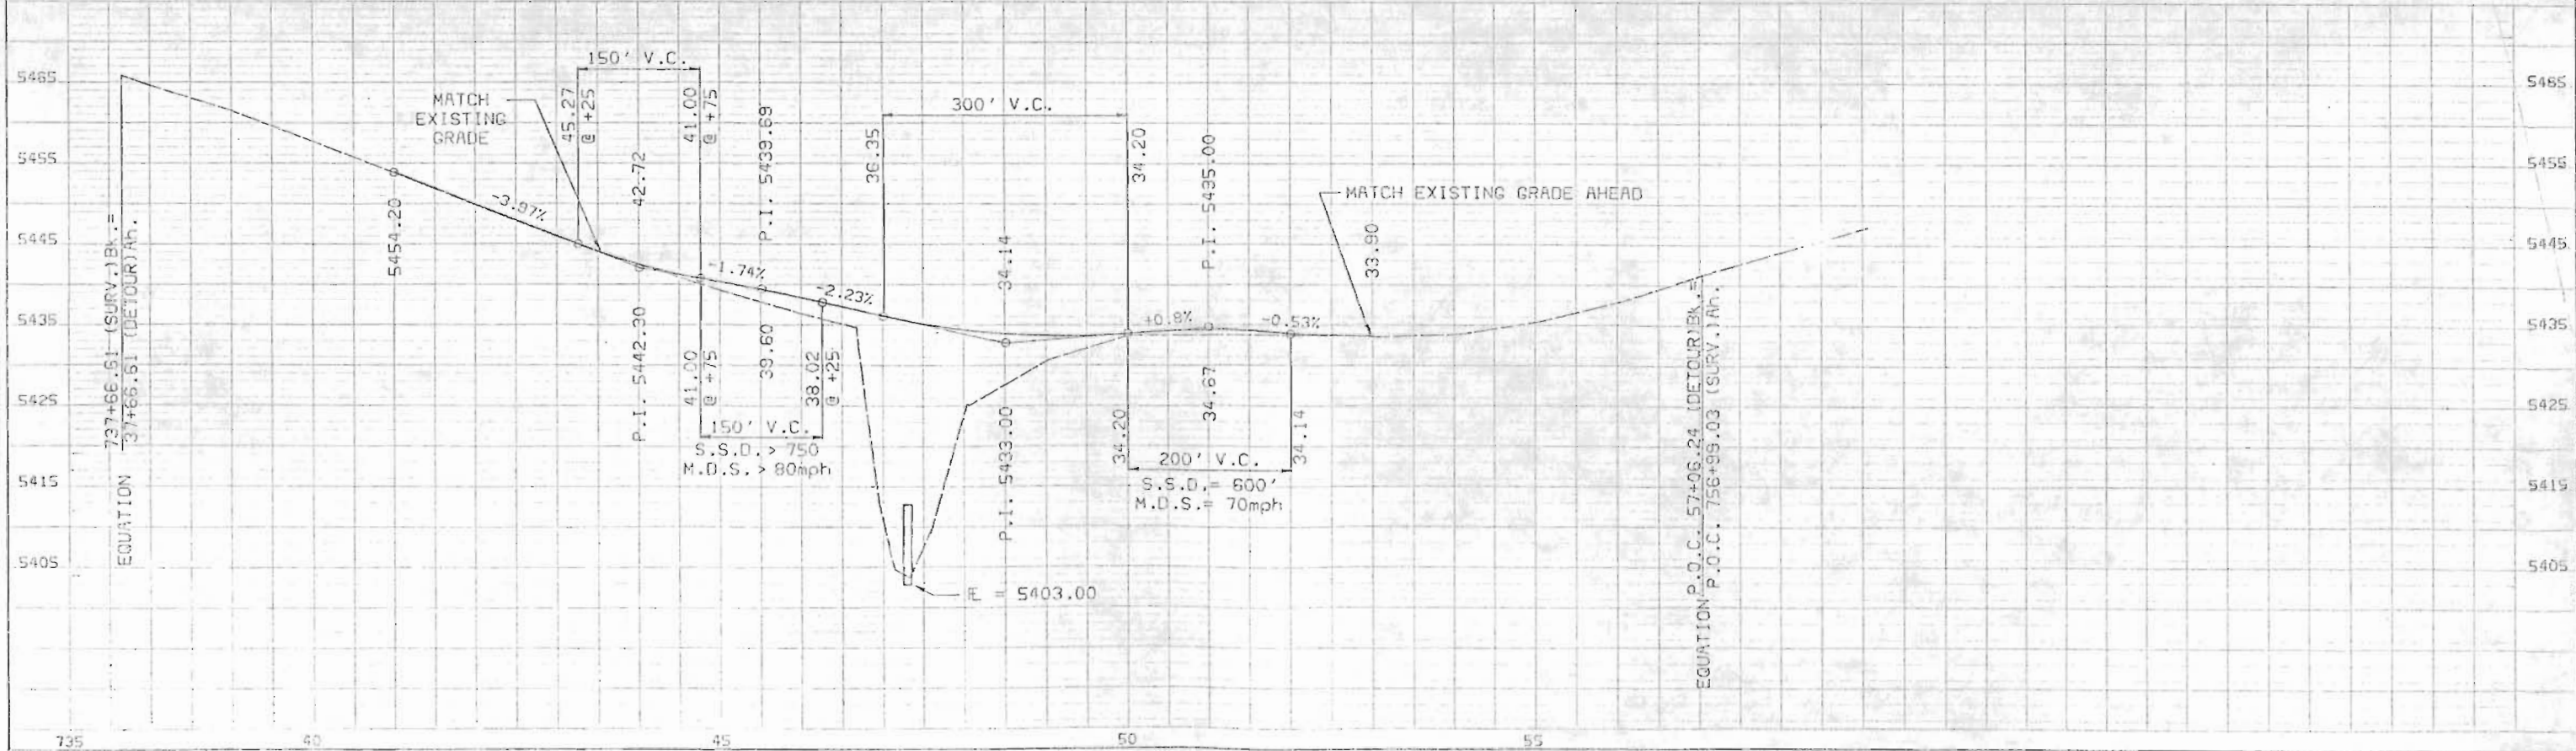 5465
5455
5445
5435
5425
5415
5405
EQUATION
737+66.61 (SURV.)Bk.=
37+66.61 (DETOUR)Ah.
5454.20
-3.97%
MATCH
EXISTING
GRADE
150' V.C.
45.27
@ +25
42.72
P.I. 5442.30
41.00
@ +75
-1.74%
P.I. 5439.69
39.60
41.00
@ +75
38.02
@ +25
150' V.C.
S.S.D. > 750
M.D.S. > 80mph
-2.23%
300' V.C.
36.35
34.14
P.I. 5433.00
34.20
FE = 5403.00
+0.8%
P.I. 5435.00
34.67
-0.53%
34.20
34.14
200' V.C.
S.S.D.= 600'
M.D.S.= 70mph
MATCH EXISTING GRADE AHEAD
33.90
EQUATION
P.O.C. 57+06.24 (DETOUR)Bk.=
P.O.C. 756+99.03 (SURV.)Ah.
5465
5455
5445
5435
5425
5415
5405
735
40
45
50
55